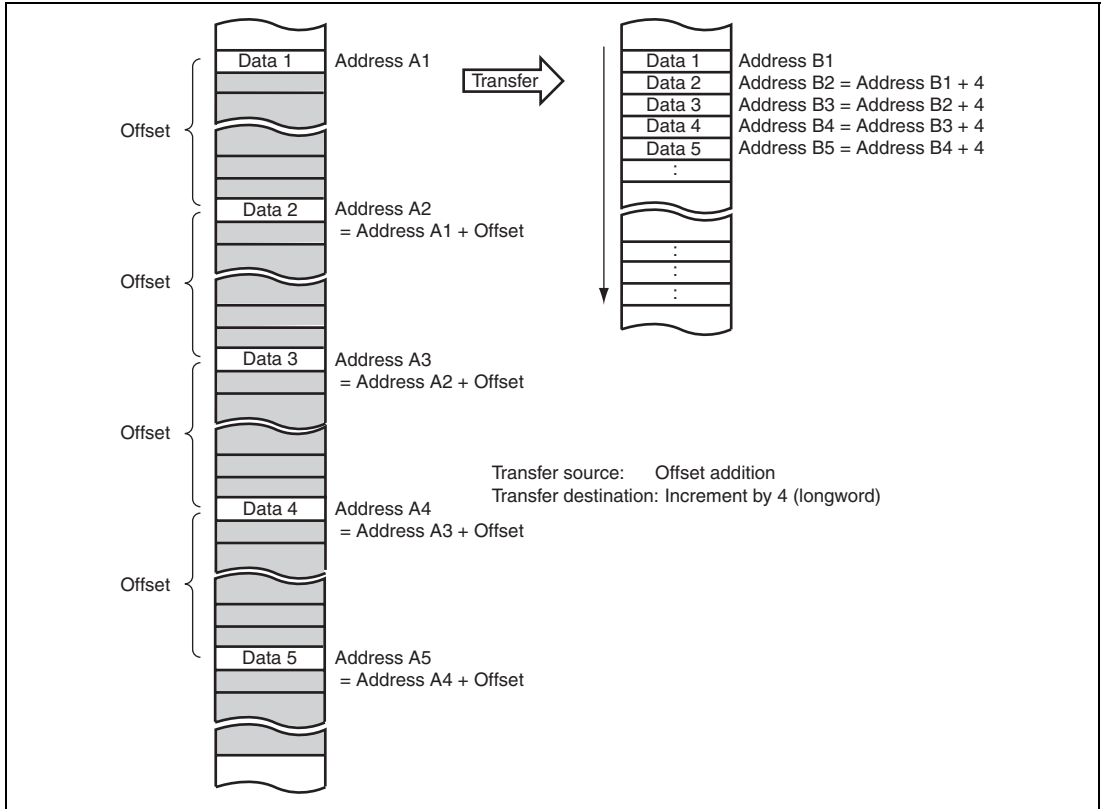 Data 1
Address A1
Offset
Data 2
Address A2
= Address A1 + Offset
Offset
Data 3
Address A3
= Address A2 + Offset
Offset
Data 4
Address A4
= Address A3 + Offset
Offset
Data 5
Address A5
= Address A4 + Offset
Transfer
Data 1
Address B1
Data 2
Address B2 = Address B1 + 4
Data 3
Address B3 = Address B2 + 4
Data 4
Address B4 = Address B3 + 4
Data 5
Address B5 = Address B4 + 4
:
:
:
:
Transfer source: Offset addition
Transfer destination: Increment by 4 (longword)